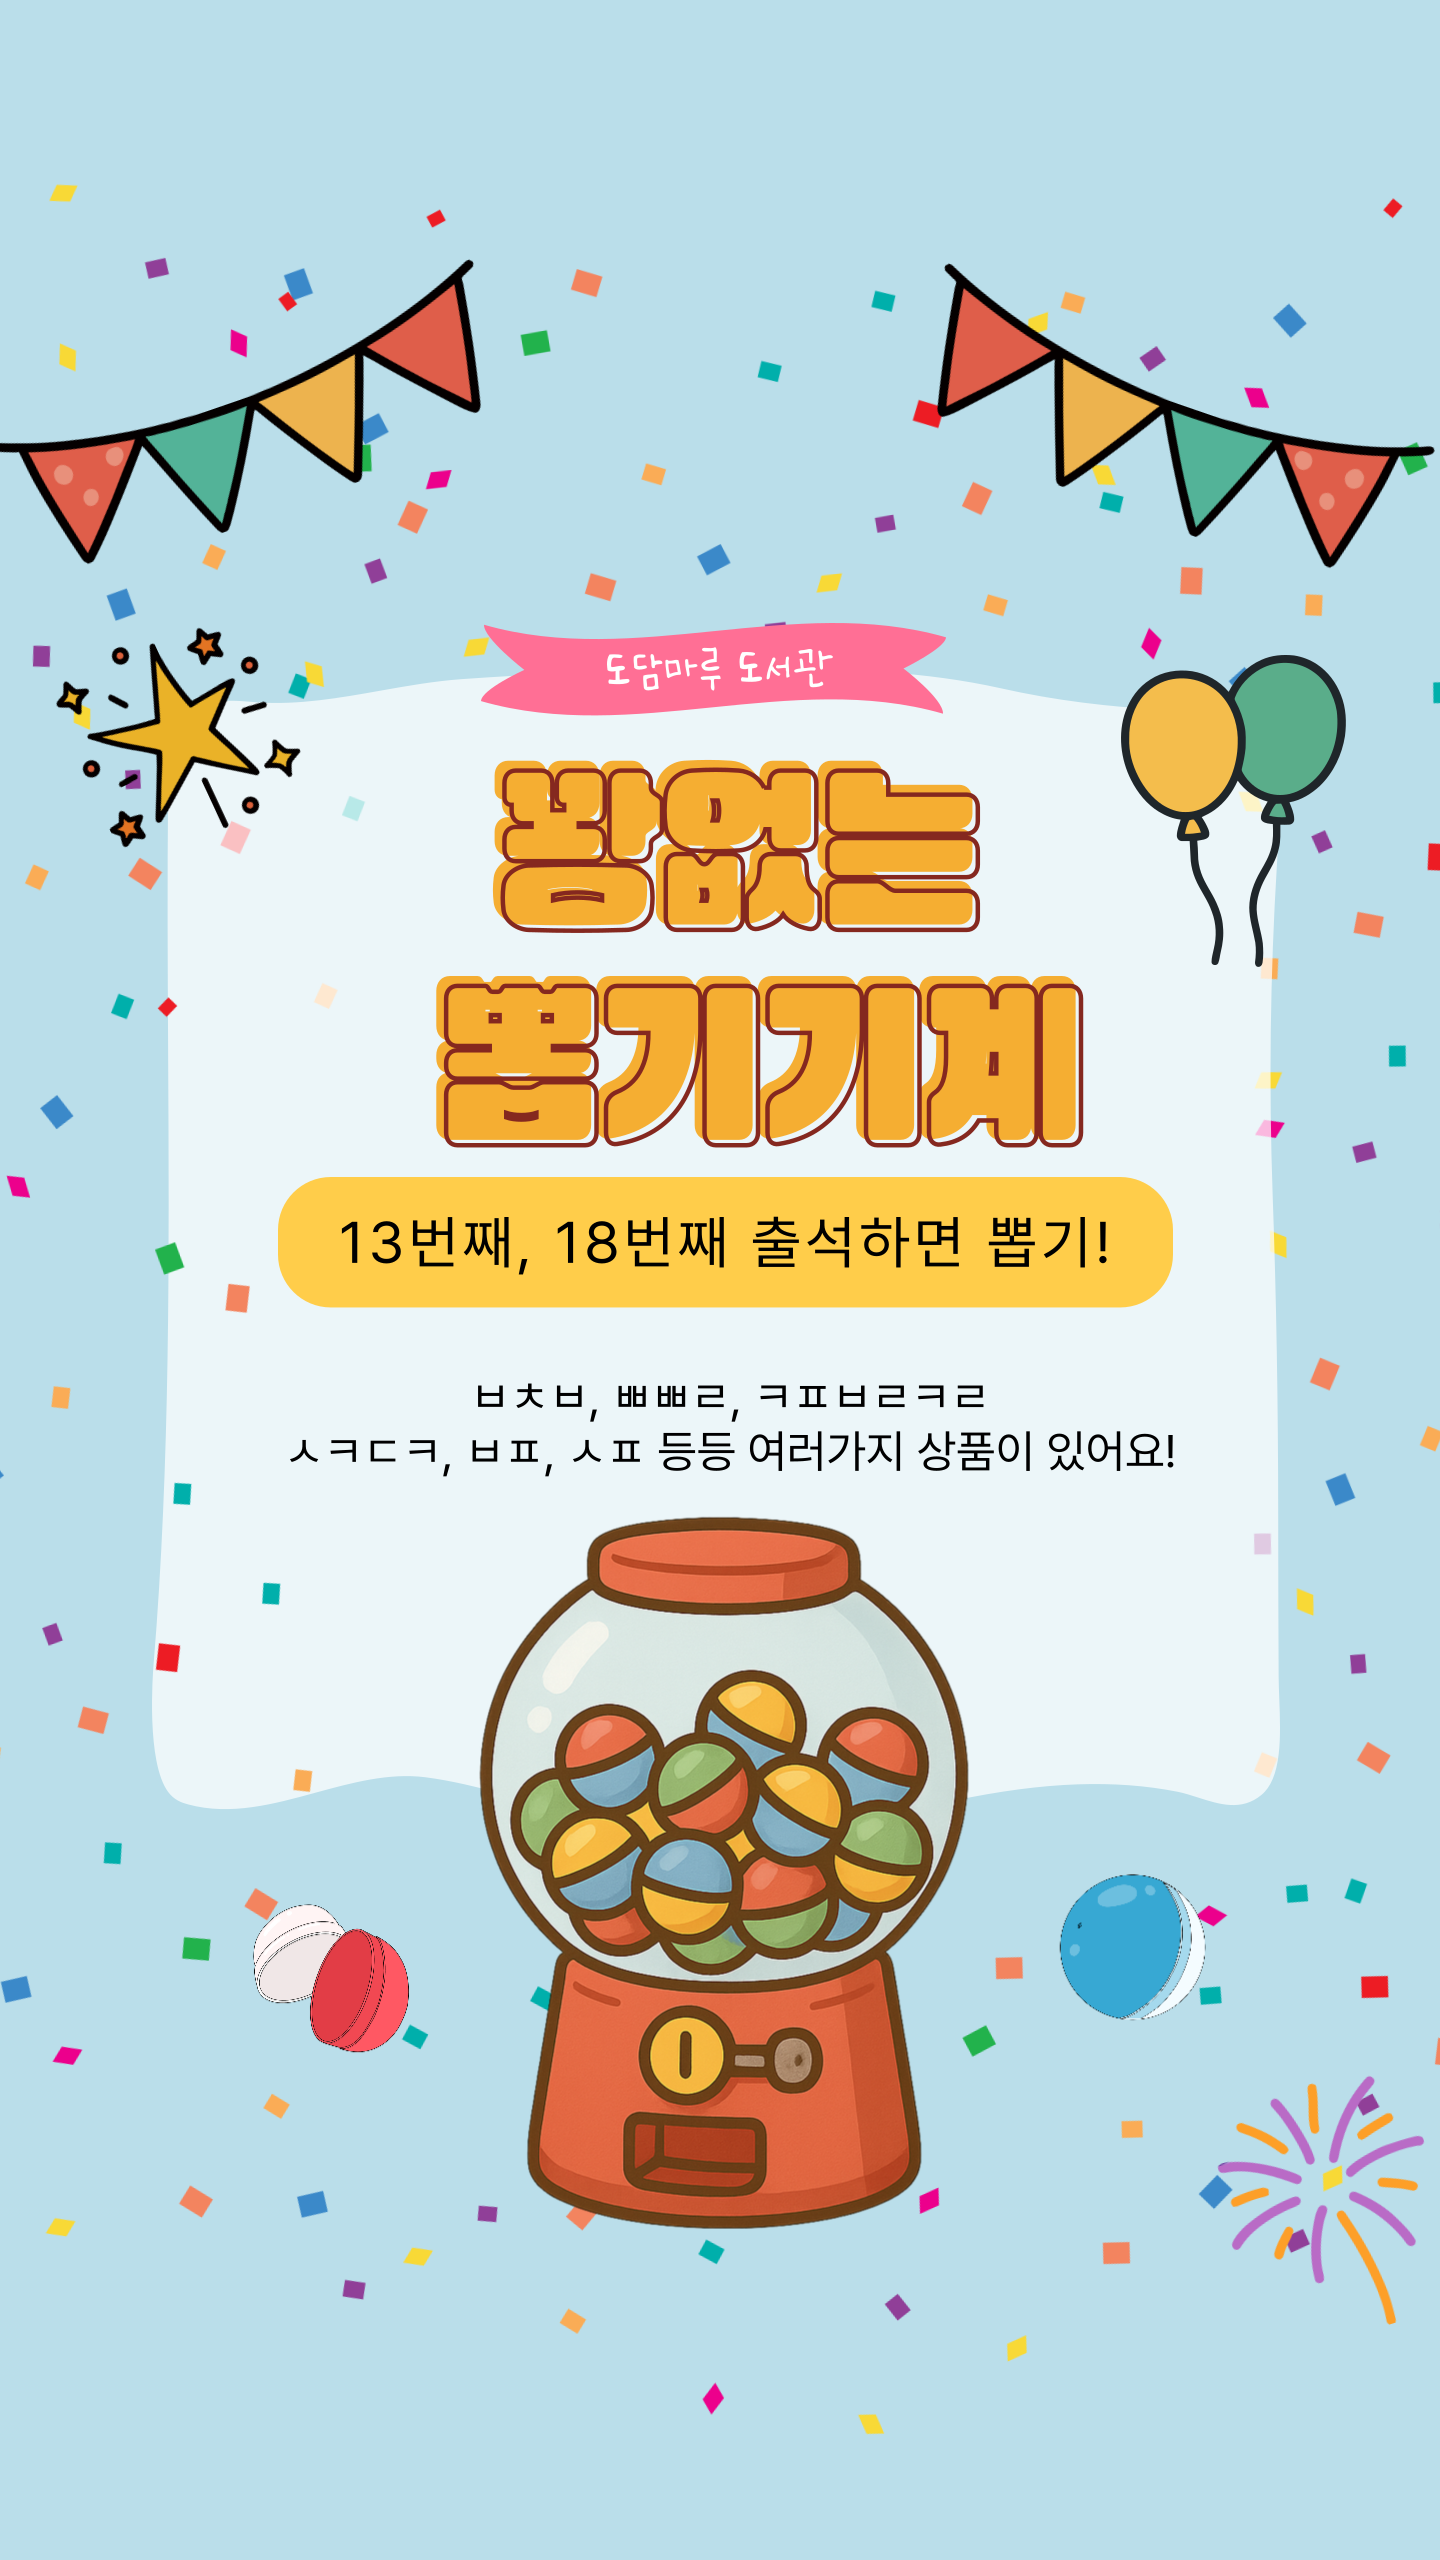 도담마루 도서관
꽝없는
뽑기기계
13번째, 18번째 출석하면 뽑기!
ㅂㅊㅂ, ㅃㅃㄹ, ㅋㅍㅂㄹㅋㄹ
ㅅㅋㄷㅋ, ㅂㅍ, ㅅㅍ 등등 여러가지 상품이 있어요!